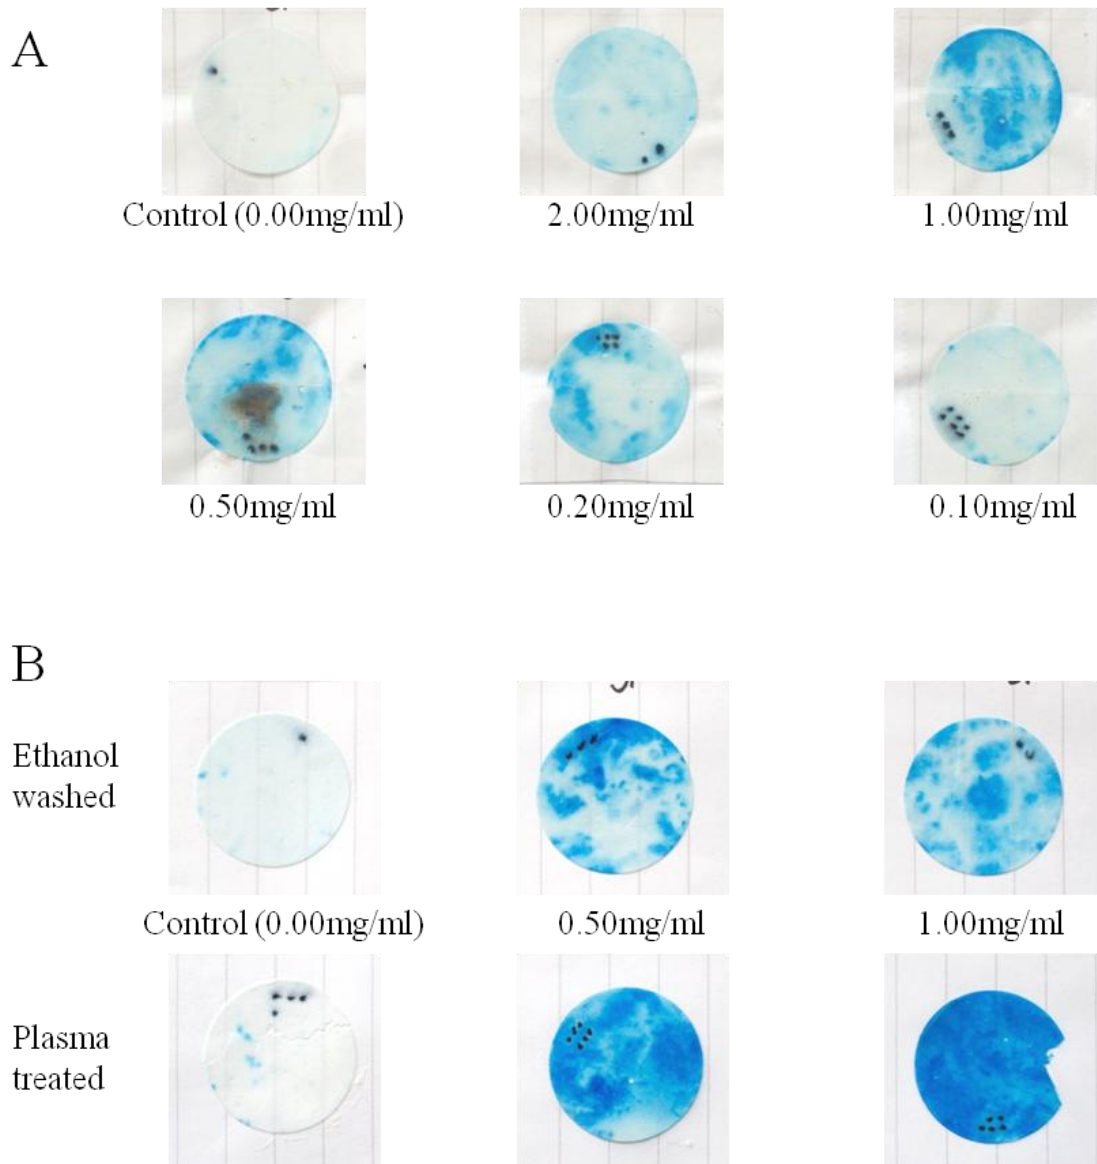 A
Control (0.00mg/ml)
2.00mg/ml
1.00mg/ml
0.50mg/ml
0.20mg/ml
0.10mg/ml
B
Ethanol
washed
Control (0.00mg/ml)
0.50mg/ml
1.00mg/ml
Plasma
treated